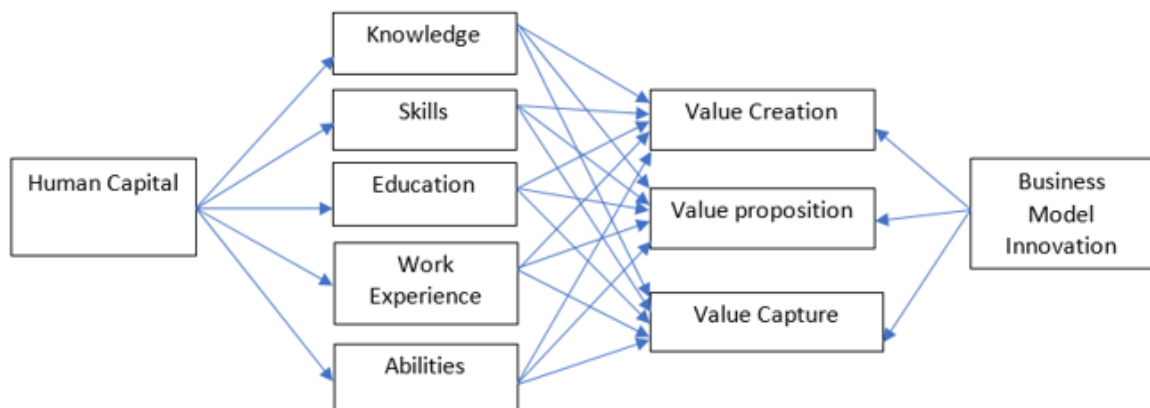 Knowledge
Skills
Education
Work
Experience
Abilities
Human Capital
Value Creation
Value proposition
Value Capture
Business
Model
Innovation